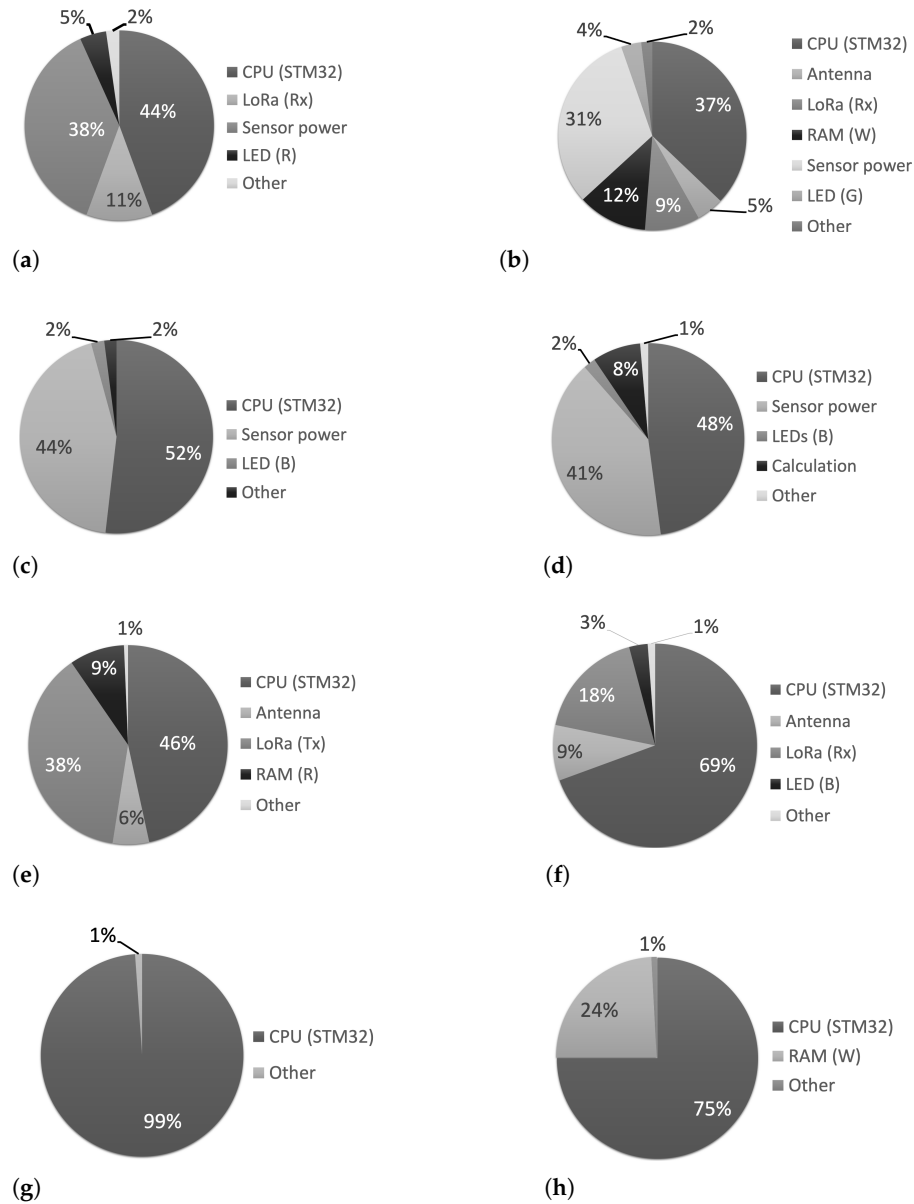 5%
2%
44%
38%
11%
CPU (STM32)
LoRa (Rx)
Sensor power
LED (R)
Other
(a)
4%
2%
37%
31%
12%
9%
5%
CPU (STM32)
Antenna
LoRa (Rx)
RAM (W)
Sensor power
LED (G)
Other
(b)
2%
2%
44%
52%
CPU (STM32)
Sensor power
LED (B)
Other
(c)
2%
1%
8%
48%
41%
CPU (STM32)
Sensor power
LEDs (B)
Calculation
Other
(d)
1%
9%
46%
38%
6%
CPU (STM32)
Antenna
LoRa (Tx)
RAM (R)
Other
(e)
3%
1%
18%
9%
69%
CPU (STM32)
Antenna
LoRa (Rx)
LED (B)
Other
(f)
1%
99%
CPU (STM32)
Other
(g)
1%
24%
75%
CPU (STM32)
RAM (W)
Other
(h)